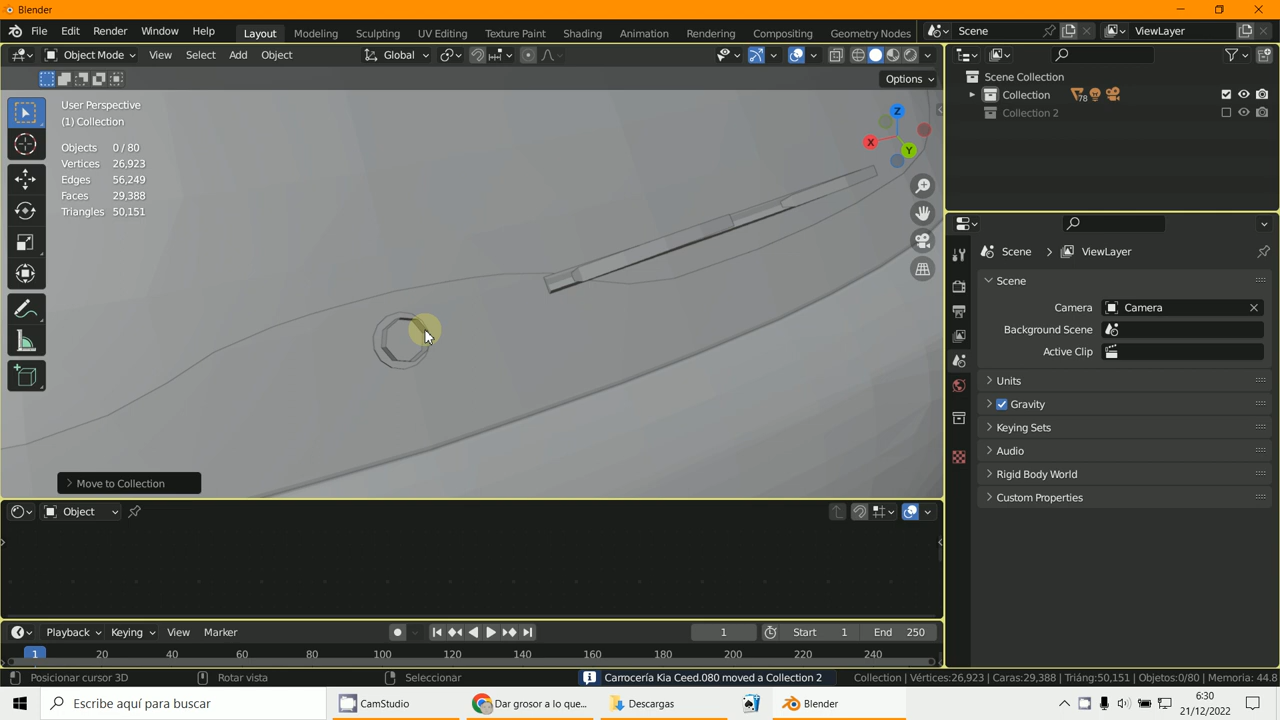 Blender
File Edit Render Window Help Layout Modeling Sculpting UV Editing Texture Paint Shading Animation Rendering Compositing Geometry Nodes Scene ViewLayer
Object Mode View Select Add Object Global
Options
User Perspective
(1) Collection
Objects 0 / 80
Vertices 26,923
Edges 56,249
Faces 29,388
Triangles 50,151
Z
X
Y
Move to Collection
Scene Collection
Collection 78
Collection 2
Scene > ViewLayer
Scene
Camera Camera
Background Scene
Active Clip
Units
Gravity
Keying Sets
Audio
Rigid Body World
Custom Properties
Object
Playback Keying View Marker 1 Start 1 End 250
1 20 40 60 80 100 120 140 160 180 200 220 240
Posicionar cursor 3D Rotar vista Seleccionar Carrocería Kia Ceed.080 moved a Collection 2 Collection | Vértices:26,923 | Caras:29,388 | Triáng:50,151 | Objetos:0/80 | Memoria: 44.8
Escribe aquí para buscar CamStudio Dar grosor a lo que... Descargas Blender 6:30
21/12/2022